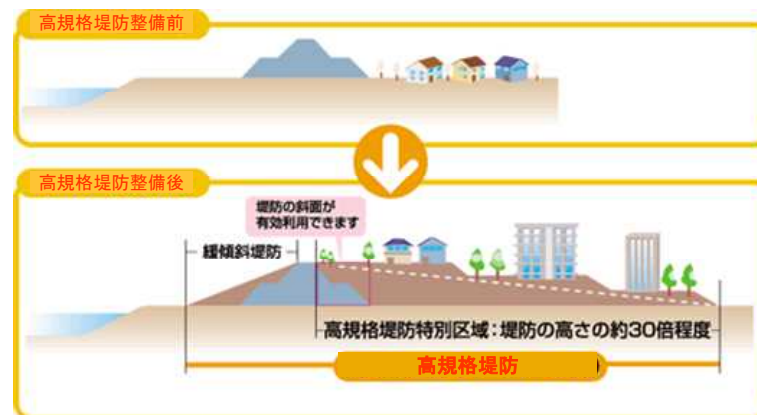 高規格堤防整備前
高規格堤防整備後
堤防の斜面が
有効利用できます
緩傾斜堤防
高規格堤防特別区域：堤防の高さの約30倍程度
高規格堤防